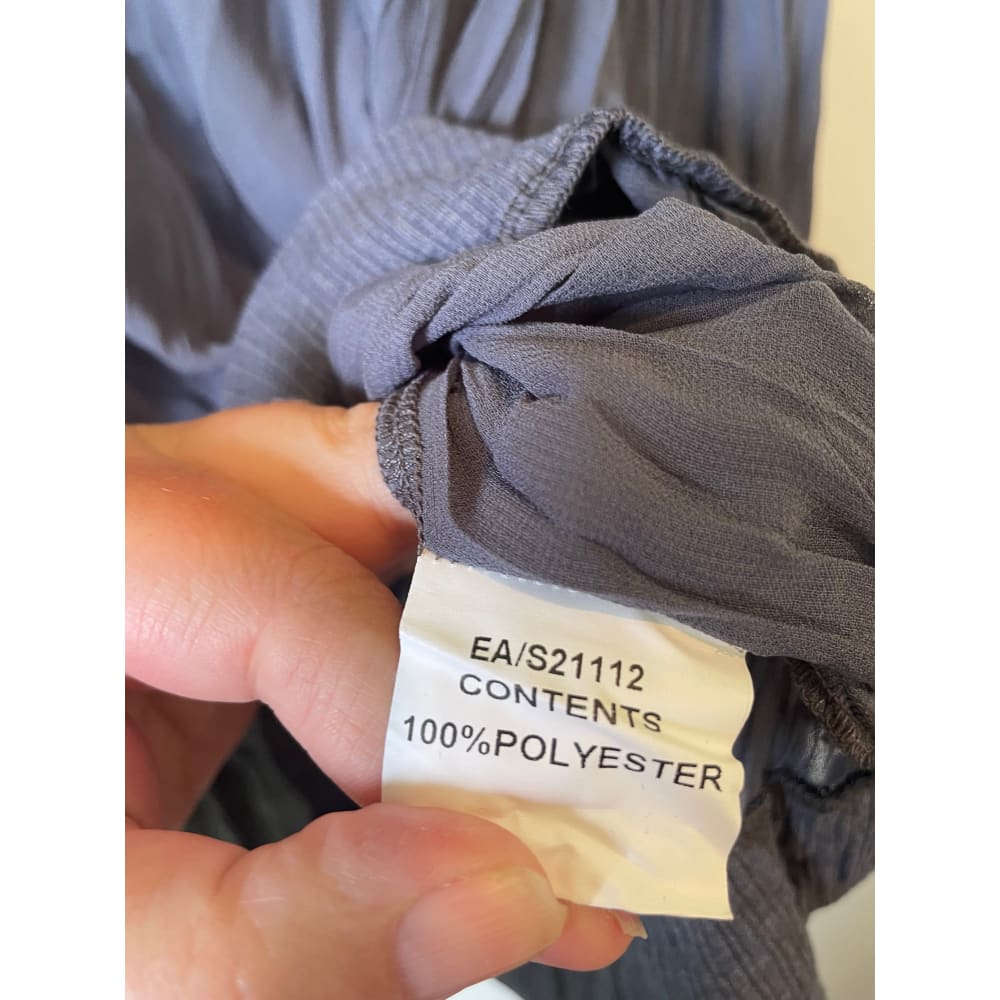 EA/S21112
CONTENTS
100%POLYESTER